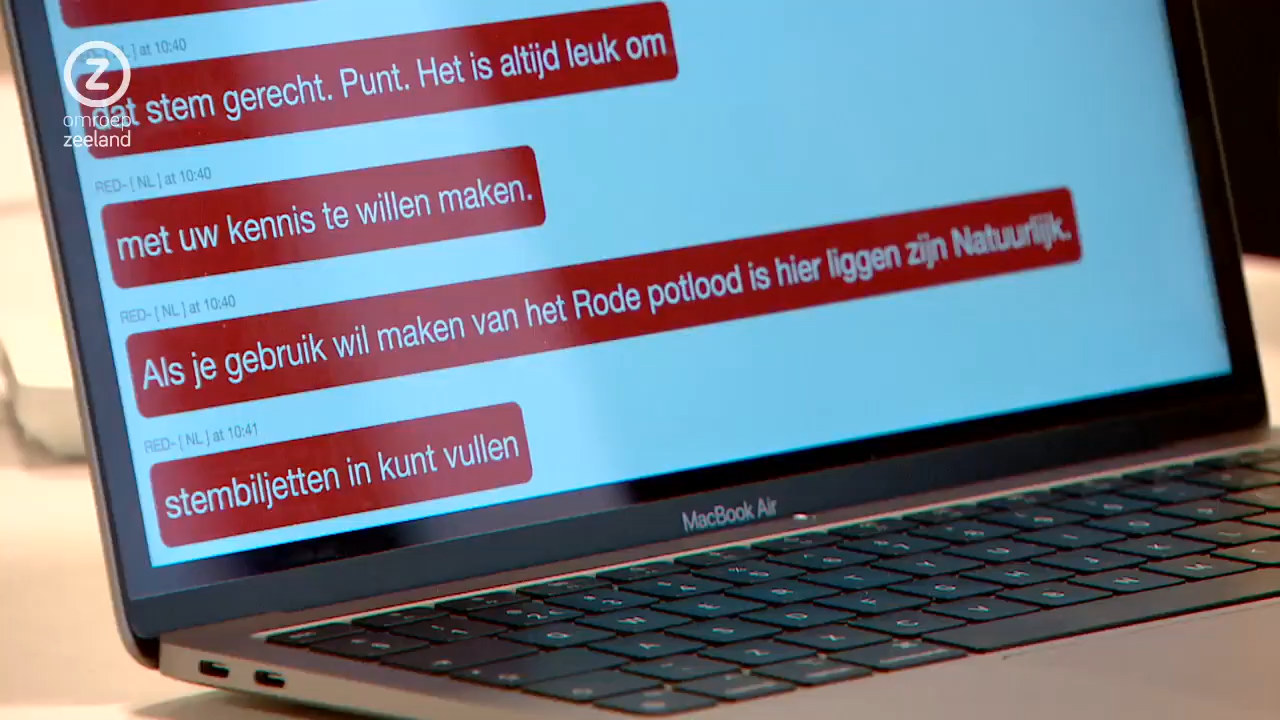 NL ] at 10:40
dat stem gerecht. Punt. Het is altijd leuk om
omroep
zeeland
RED- [ NL ] at 10:40
met uw kennis te willen maken.
RED- [ NL ] at 10:40
Als je gebruik wil maken van het Rode potlood is hier liggen zijn Natuurlijk.
RED- [ NL ] at 10:41
stembiljetten in kunt vullen
MacBook Air